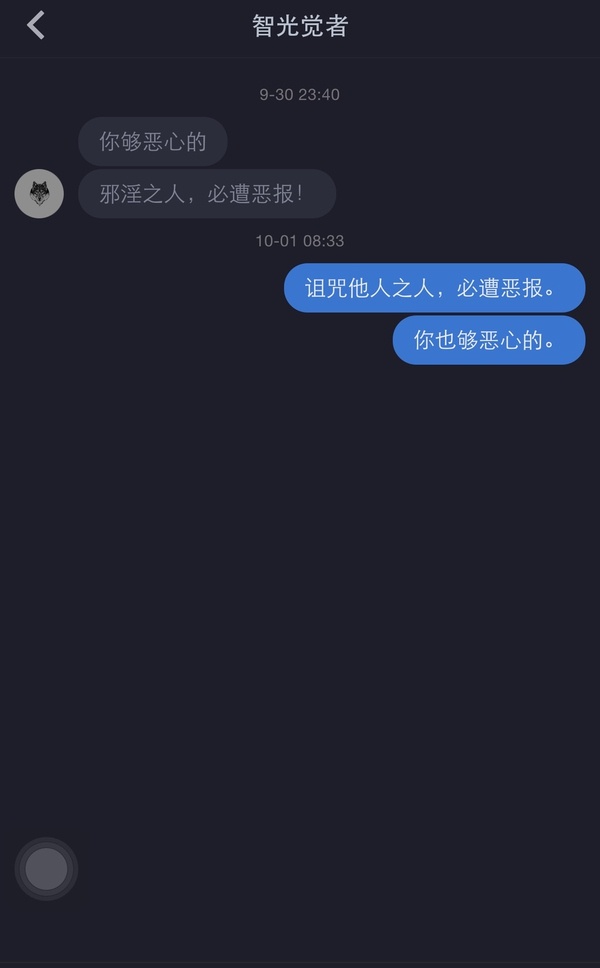 智光觉者
9-30 23:40
你够恶心的
邪淫之人，必遭恶报！
10-01 08:33
诅咒他人之人，必遭恶报。
你也够恶心的。